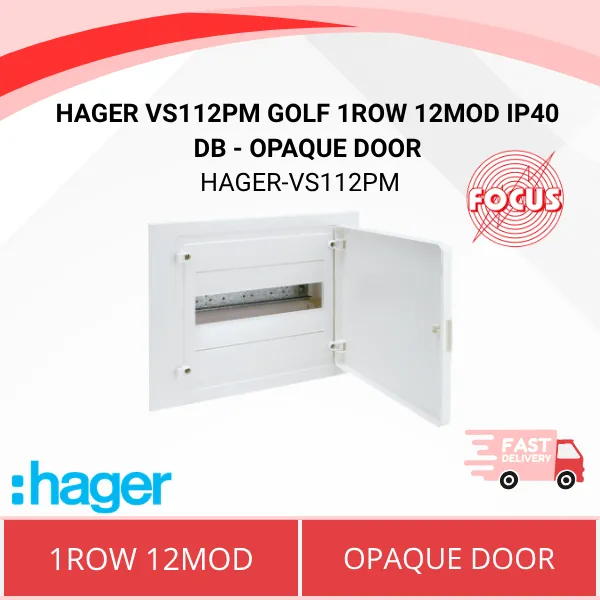 HAGER VS112PM GOLF 1ROW 12MOD IP40
DB - OPAQUE DOOR
HAGER-VS112PM
FOCUS
FAST
DELIVERY
:hager
1ROW 12MOD
OPAQUE DOOR